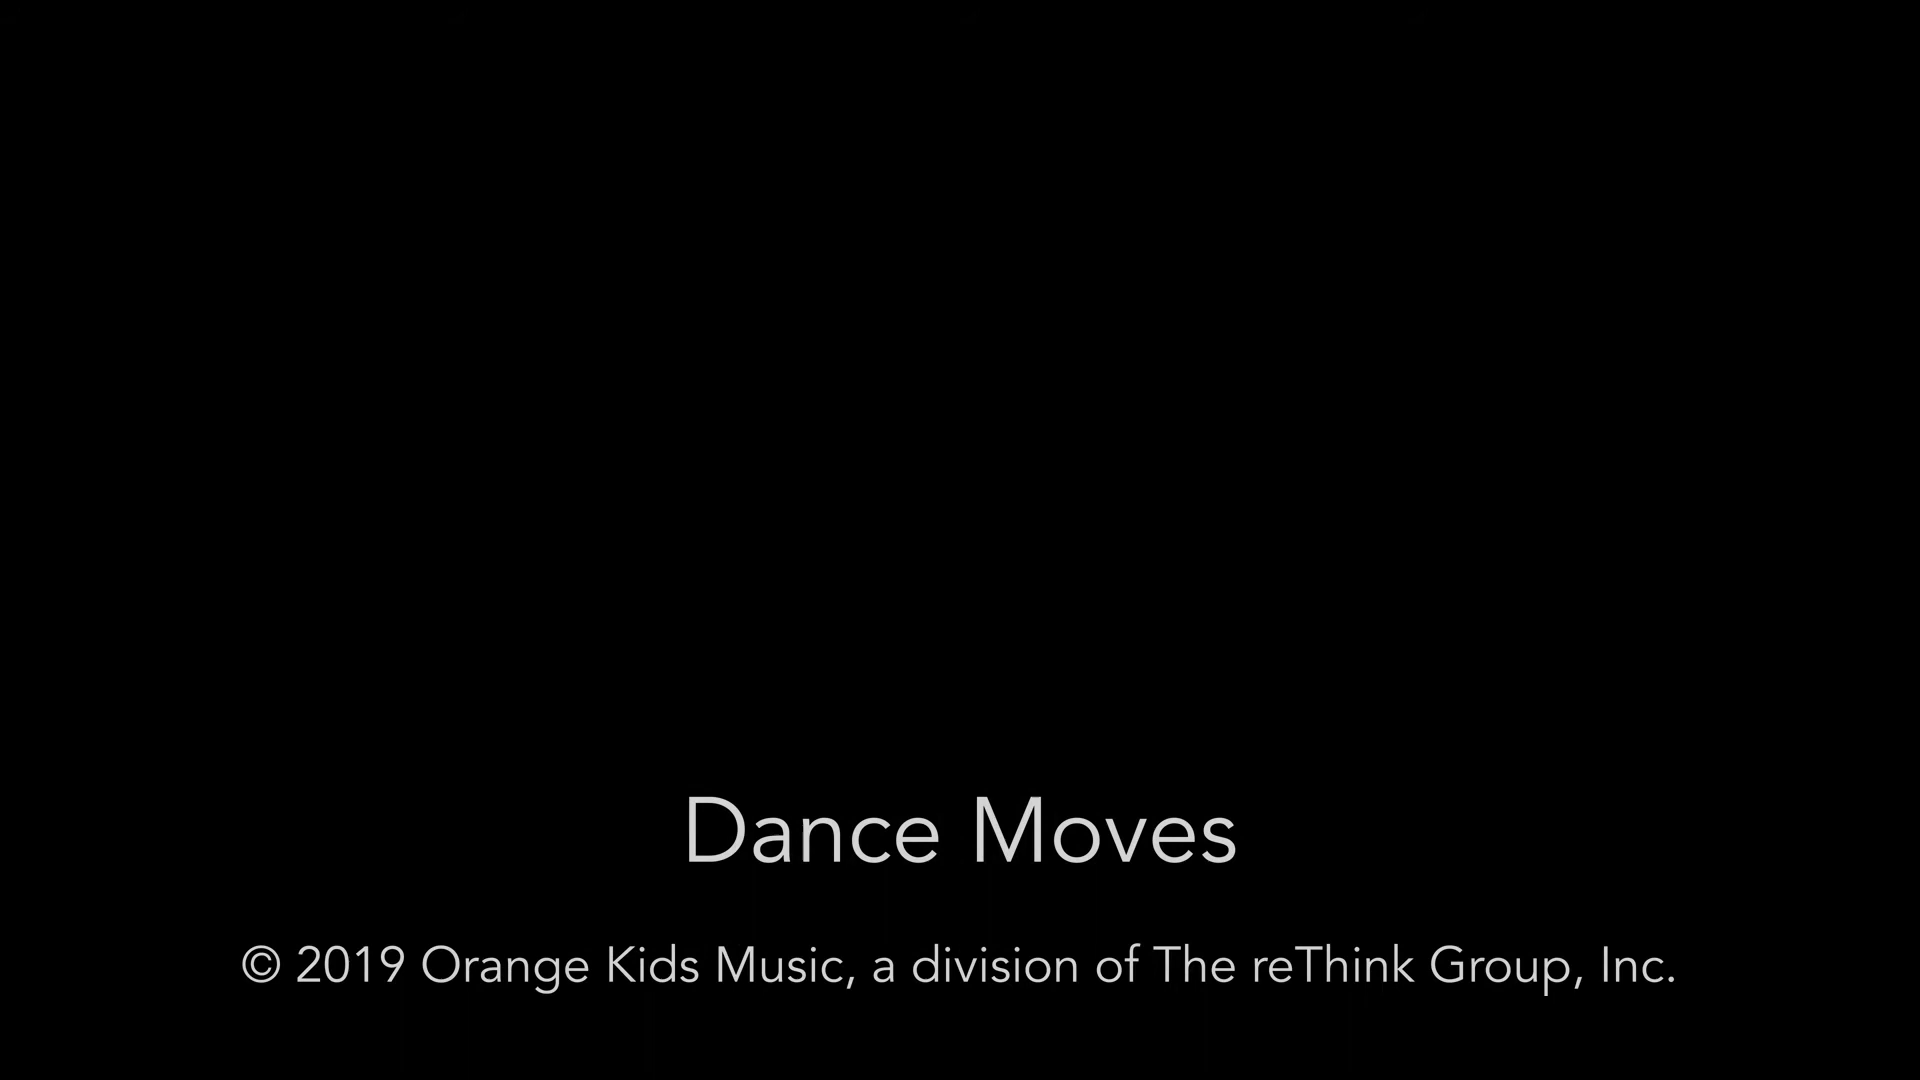 Dance Moves
© 2019 Orange Kids Music, a division of The reThink Group, Inc.